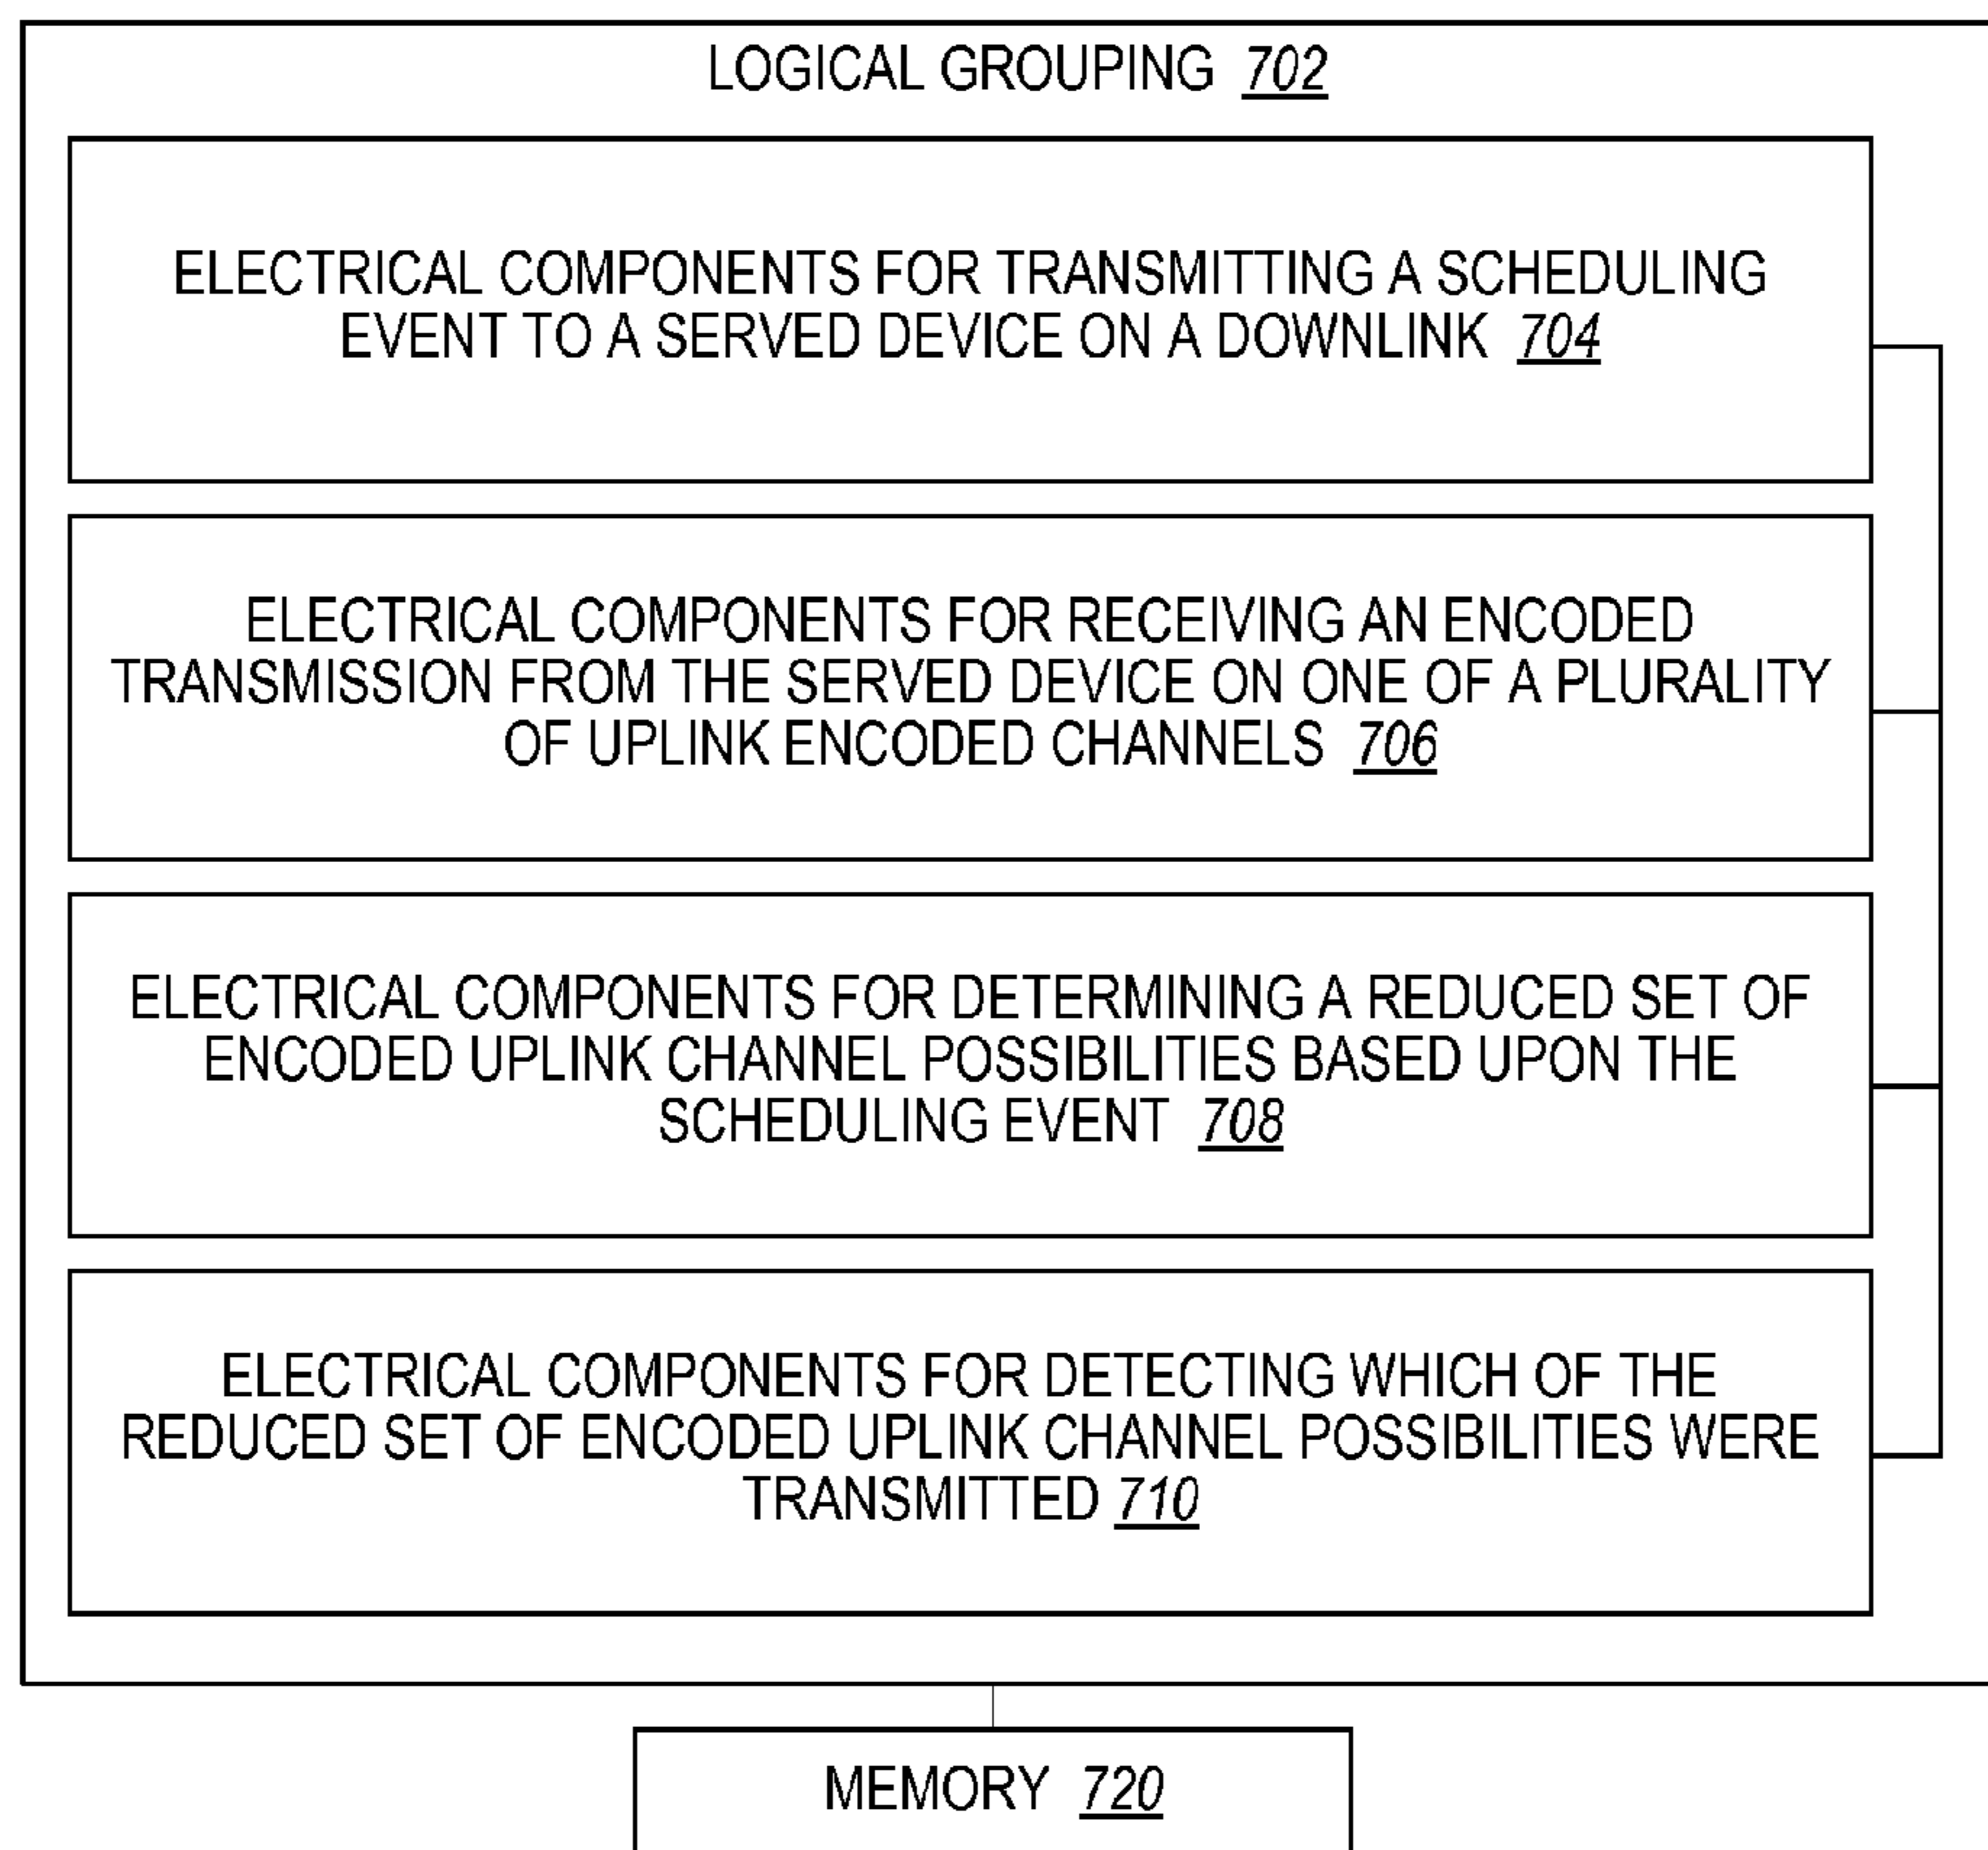 LOGICAL GROUPING 702
ELECTRICAL COMPONENTS FOR TRANSMITTING A SCHEDULING
EVENT TO A SERVED DEVICE ON A DOWNLINK 704
ELECTRICAL COMPONENTS FOR RECEIVING AN ENCODED
TRANSMISSION FROM THE SERVED DEVICE ON ONE OF A PLURALITY
OF UPLINK ENCODED CHANNELS 706
ELECTRICAL COMPONENTS FOR DETERMINING A REDUCED SET OF
ENCODED UPLINK CHANNEL POSSIBILITIES BASED UPON THE
SCHEDULING EVENT 708
ELECTRICAL COMPONENTS FOR DETECTING WHICH OF THE
REDUCED SET OF ENCODED UPLINK CHANNEL POSSIBILITIES WERE
TRANSMITTED 710
MEMORY 720